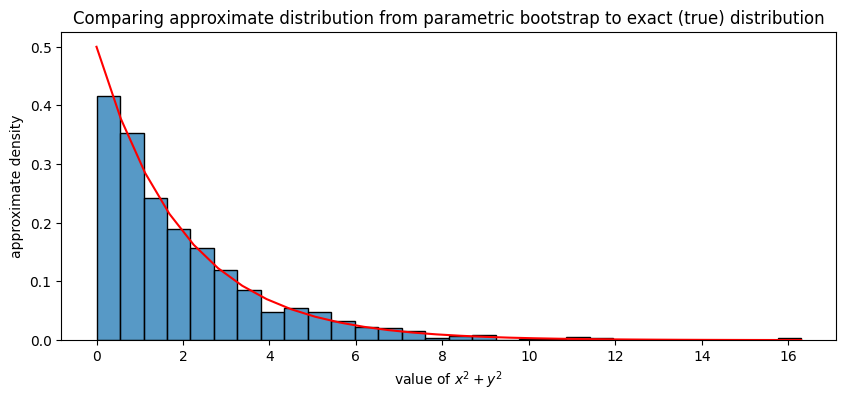 Comparing approximate distribution from parametric bootstrap to exact (true) distribution
approximate density
0.5
0.4
0.3
0.2
0.1
0.0
0 2 4 6 8 10 12 14 16
value of x² + y²